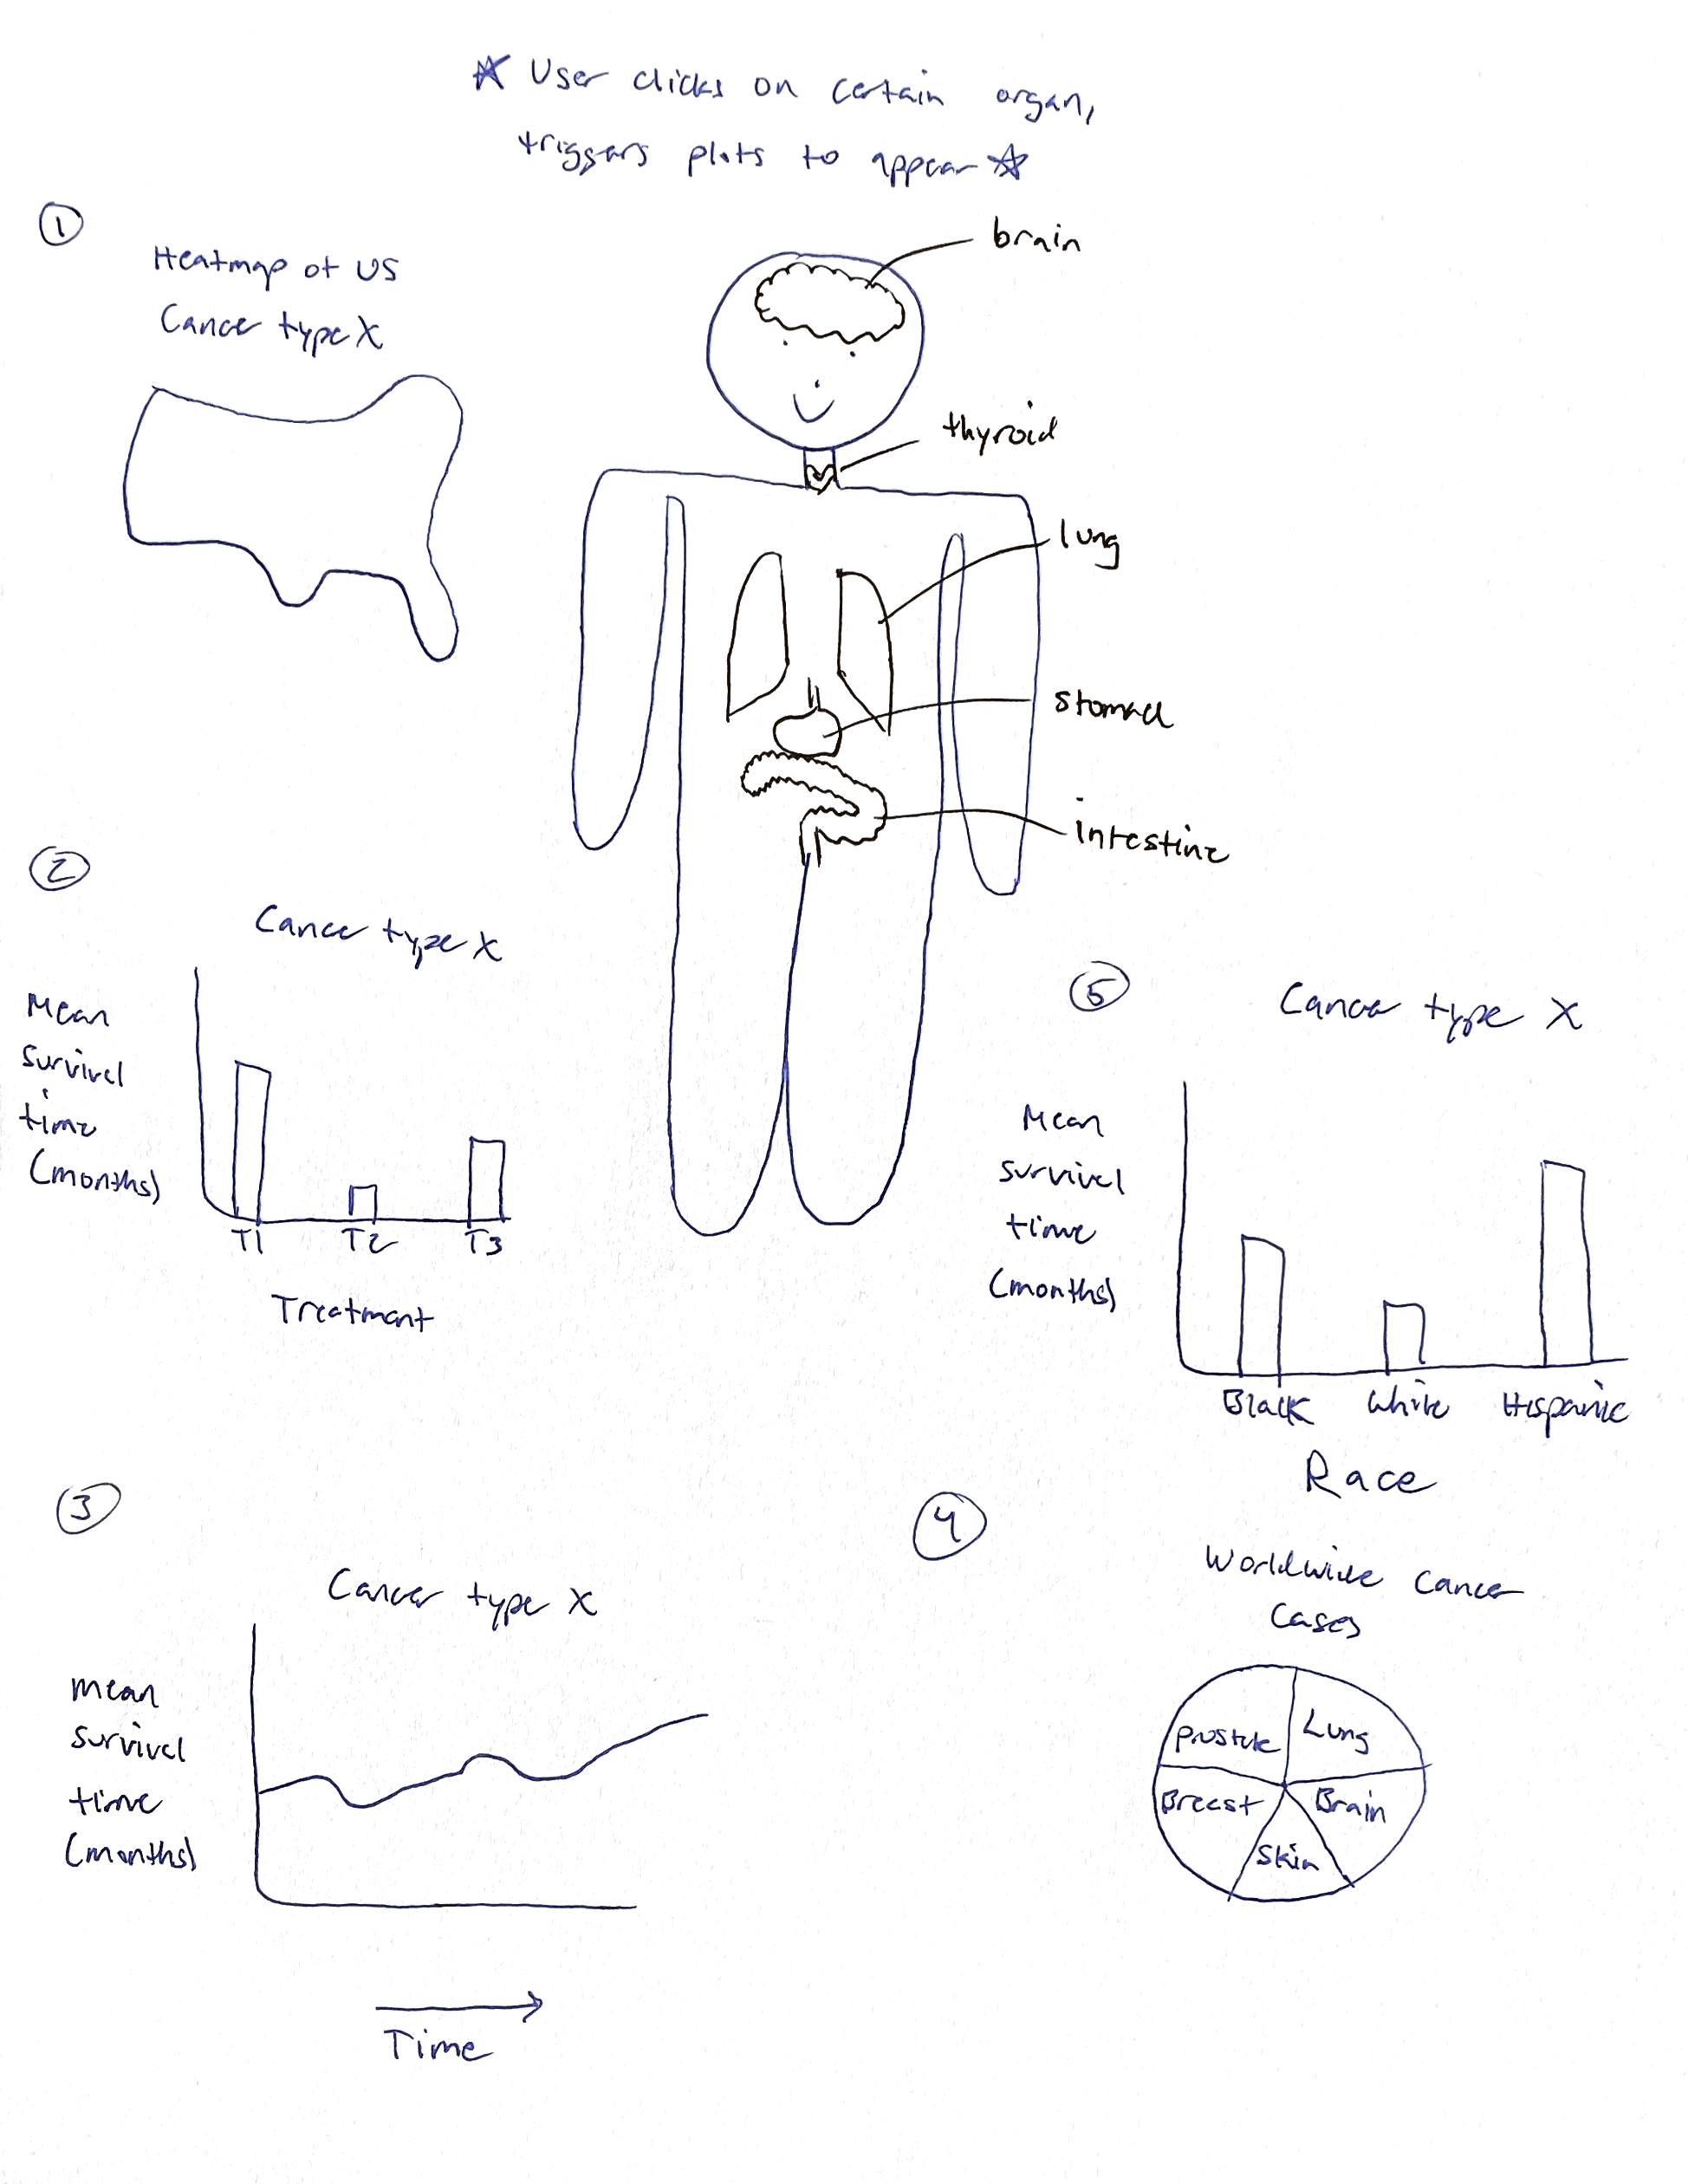 ☆ User clicks on certain organ,
triggers plots to appear ☆
1
Heatmap of US
Cancer type X
brain
thyroid
lung
stomach
intestine
2
Cancer type X
Mean
survival
time
(months)
T1 T2 T3
Treatment
5
Cancer type X
Mean
survival
time
(months)
Black White Hispanic
Race
3
Cancer type X
mean
survival
time
(months)
Time
4
Worldwide Cancer
Cases
Prostate Lung
Breast Brain
Skin